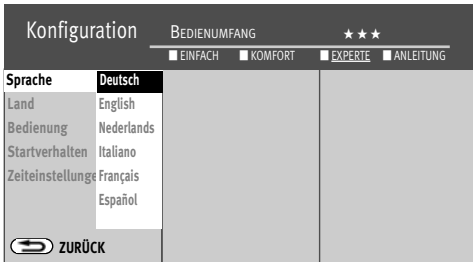 Konfiguration BEDIENUMFANG ★★★
EINFACH KOMFORT EXPERTE ANLEITUNG
Sprache Deutsch
Land English
Bedienung Nederlands
Startverhalten Italiano
Zeiteinstellunge Français
Español
ZURÜCK